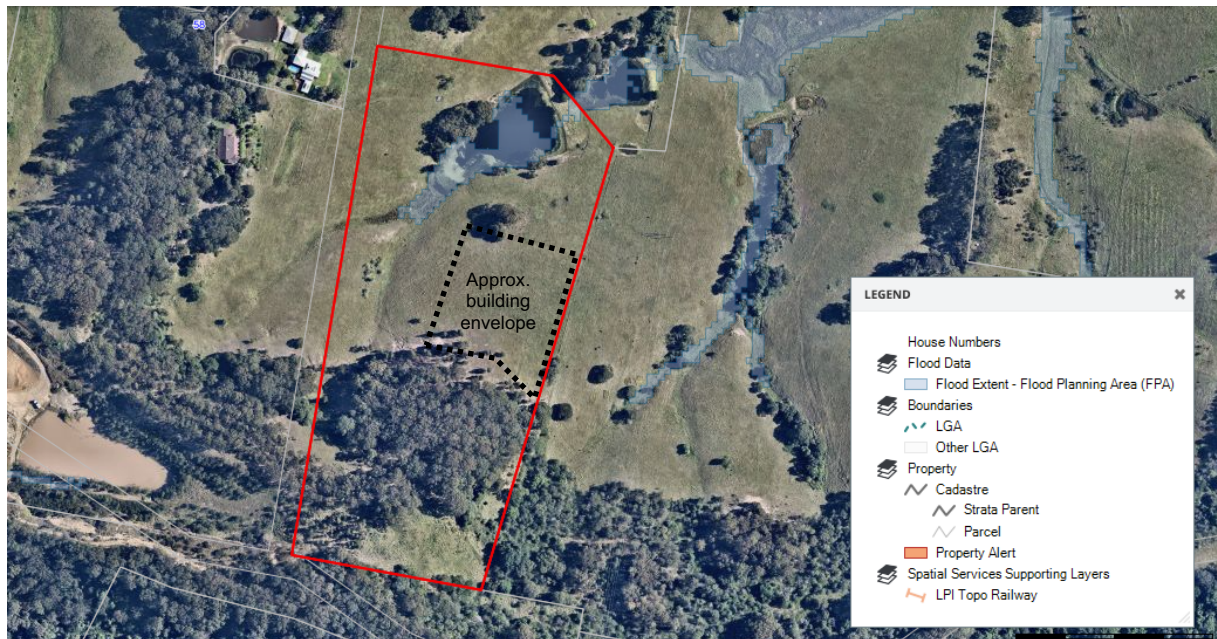 58
Approx.
building
envelope
LEGEND
House Numbers
Flood Data
Flood Extent - Flood Planning Area (FPA)
Boundaries
LGA
Other LGA
Property
Cadastre
Strata Parent
Parcel
Property Alert
Spatial Services Supporting Layers
LPI Topo Railway